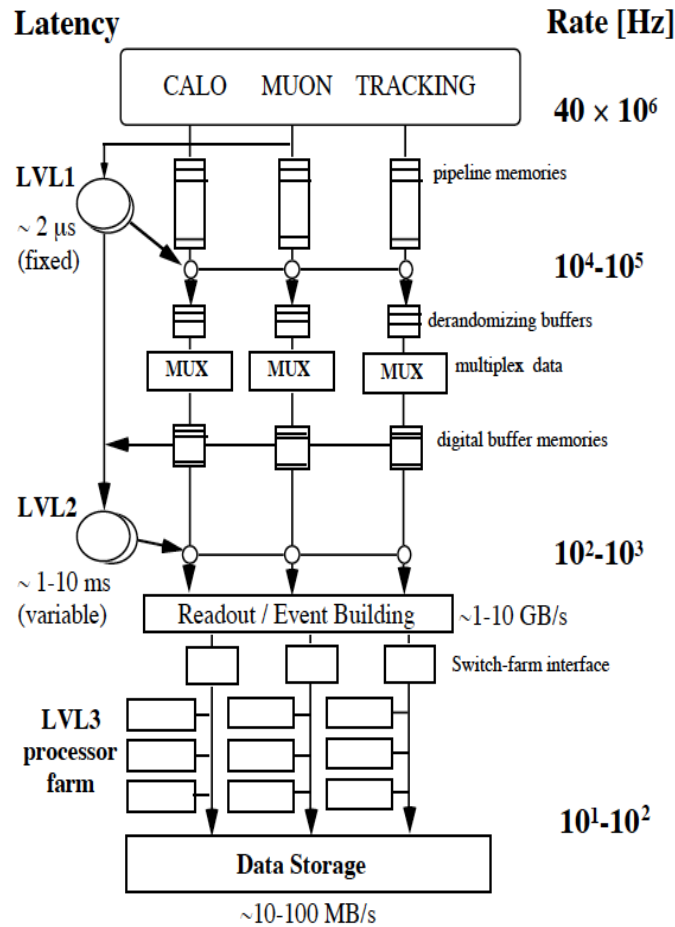 Latency Rate [Hz]
CALO MUON TRACKING
40 × 10⁶
LVL1
pipeline memories
~ 2 μs
(fixed)
10⁴-10⁵
derandomizing buffers
MUX MUX MUX multiplex data
digital buffer memories
LVL2
10²-10³
~ 1-10 ms
(variable)
Readout / Event Building ~1-10 GB/s
Switch-farm interface
LVL3
processor
farm
10¹-10²
Data Storage
~10-100 MB/s